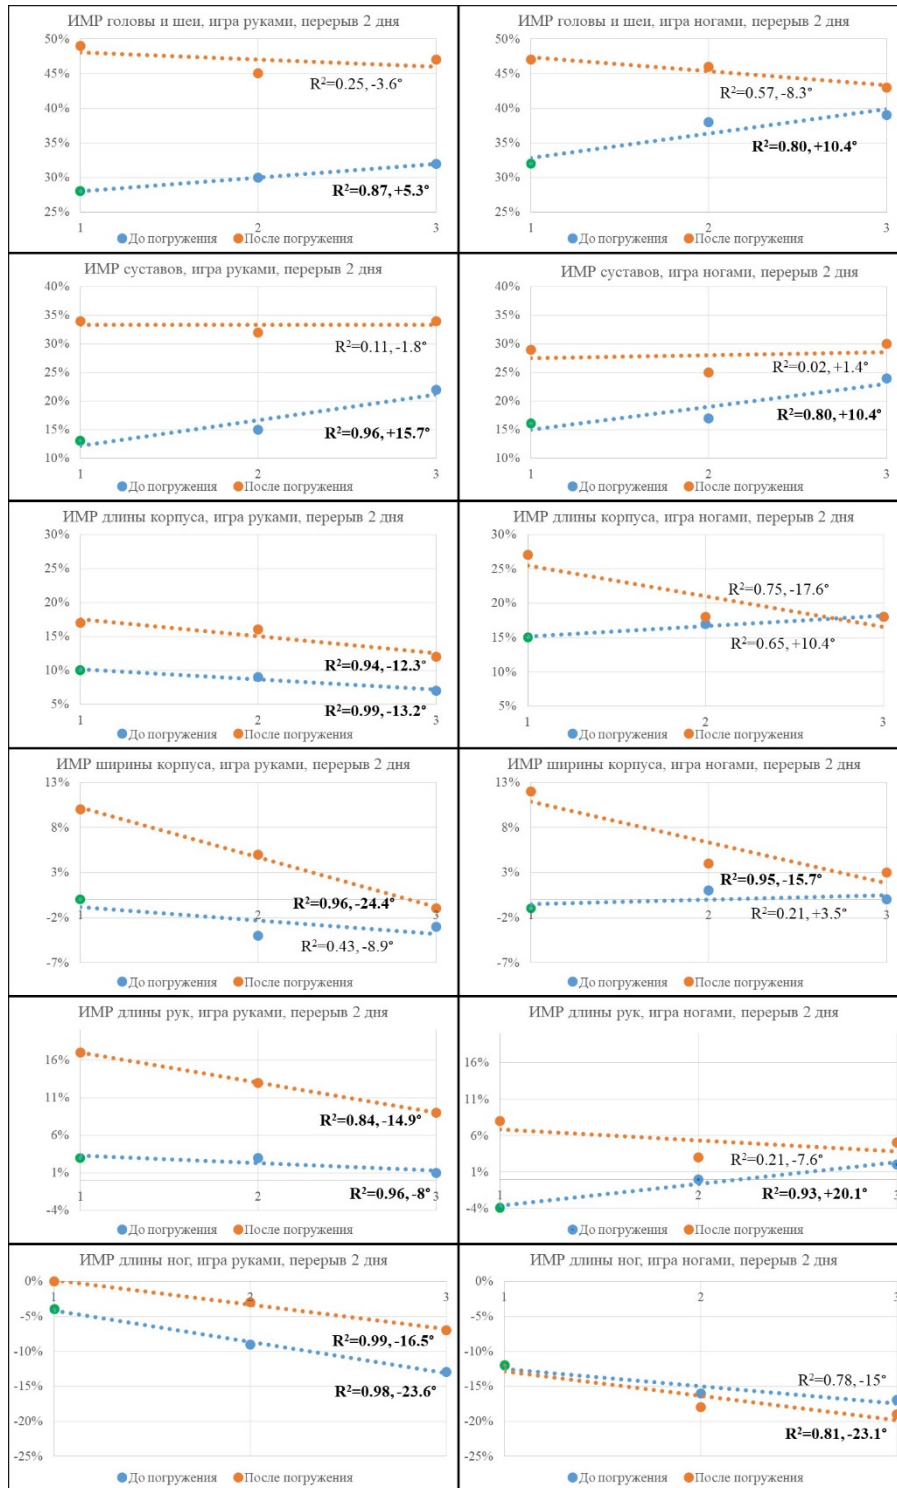 ИМР головы и шеи, игра руками, перерыв 2 дня
50%
45%
40%
35%
30%
25%
R²=0.25, -3.6°
R²=0.87, +5.3°
1 2 3
До погружения После погружения
ИМР головы и шеи, игра ногами, перерыв 2 дня
50%
45%
40%
35%
30%
25%
R²=0.57, -8.3°
R²=0.80, +10.4°
1 2 3
До погружения После погружения
ИМР суставов, игра руками, перерыв 2 дня
40%
35%
30%
25%
20%
15%
10%
R²=0.11, -1.8°
R²=0.96, +15.7°
1 2 3
До погружения После погружения
ИМР суставов, игра ногами, перерыв 2 дня
40%
35%
30%
25%
20%
15%
10%
R²=0.02, +1.4°
R²=0.80, +10.4°
1 2 3
До погружения После погружения
ИМР длины корпуса, игра руками, перерыв 2 дня
30%
25%
20%
15%
10%
5%
R²=0.94, -12.3°
R²=0.99, -13.2°
1 2 3
До погружения После погружения
ИМР длины корпуса, игра ногами, перерыв 2 дня
30%
25%
20%
15%
10%
5%
R²=0.75, -17.6°
R²=0.65, +10.4°
1 2 3
До погружения После погружения
ИМР ширины корпуса, игра руками, перерыв 2 дня
13%
8%
3%
-2%
-7%
1 2 3
R²=0.96, -24.4°
R²=0.43, -8.9°
До погружения После погружения
ИМР ширины корпуса, игра ногами, перерыв 2 дня
13%
8%
3%
-2%
-7%
1 2 3
R²=0.95, -15.7°
R²=0.21, +3.5°
До погружения После погружения
ИМР длины рук, игра руками, перерыв 2 дня
16%
11%
6%
1%
-4%
R²=0.84, -14.9°
1 2 3
R²=0.96, -8°
До погружения После погружения
ИМР длины рук, игра ногами, перерыв 2 дня
16%
11%
6%
1%
-4%
R²=0.21, -7.6°
1 2 3
R²=0.93, +20.1°
До погружения После погружения
ИМР длины ног, игра руками, перерыв 2 дня
0%
-5%
-10%
-15%
-20%
-25%
1 2 3
R²=0.99, -16.5°
R²=0.98, -23.6°
До погружения После погружения
ИМР длины ног, игра ногами, перерыв 2 дня
0%
-5%
-10%
-15%
-20%
-25%
1 2 3
R²=0.78, -15°
R²=0.81, -23.1°
До погружения После погружения